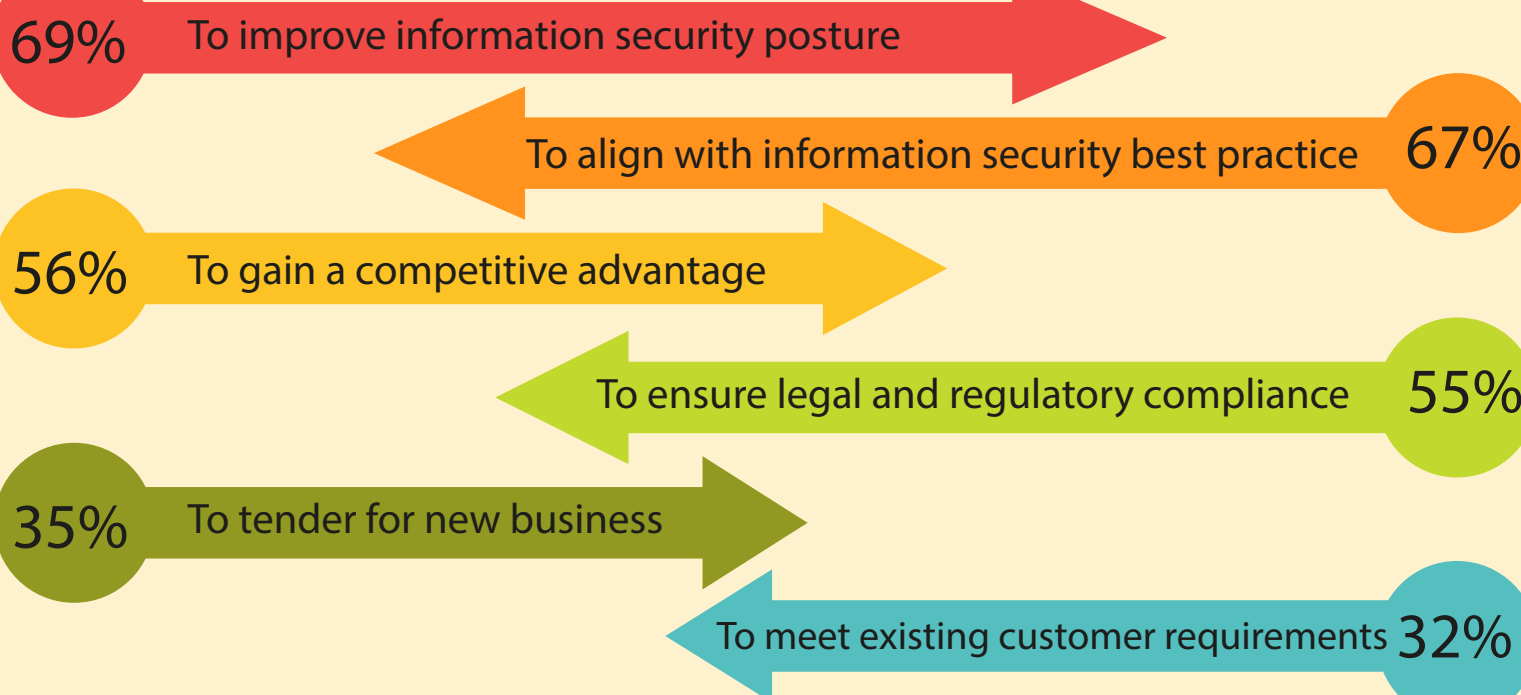 69% To improve information security posture
To align with information security best practice 67%
56% To gain a competitive advantage
To ensure legal and regulatory compliance 55%
35% To tender for new business
To meet existing customer requirements 32%